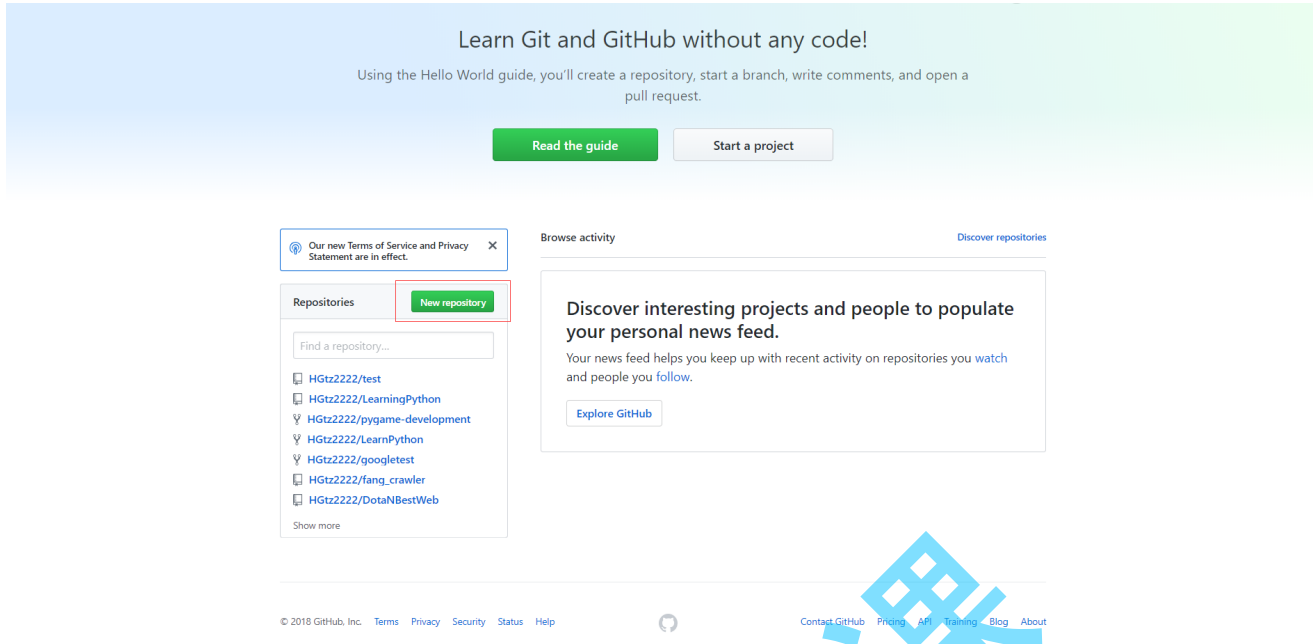 Learn Git and GitHub without any code!
Using the Hello World guide, you’ll create a repository, start a branch, write comments, and open a
pull request.
Read the guide
Start a project
Our new Terms of Service and Privacy
Statement are in effect.
Repositories
New repository
Find a repository...
HGtz2222/test
HGtz2222/LearningPython
HGtz2222/pygame-development
HGtz2222/LearnPython
HGtz2222/googletest
HGtz2222/fang_crawler
HGtz2222/DotaNBestWeb
Show more
Browse activity
Discover repositories
Discover interesting projects and people to populate
your personal news feed.
Your news feed helps you keep up with recent activity on repositories you watch
and people you follow.
Explore GitHub
© 2018 GitHub, Inc.
Terms
Privacy
Security
Status
Help
Contact GitHub
Pricing
API
Training
Blog
About